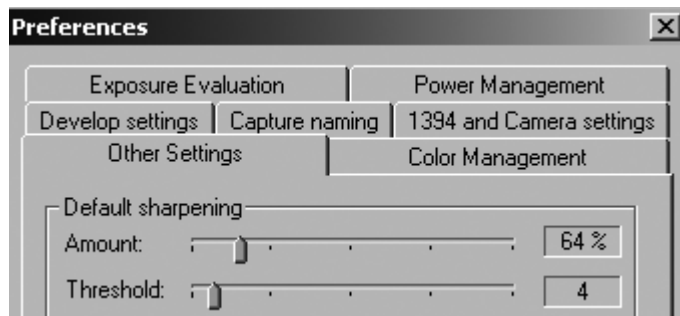 Preferences
Exposure Evaluation Power Management
Develop settings Capture naming 1394 and Camera settings
Other Settings Color Management
Default sharpening
Amount: 64 %
Threshold: 4